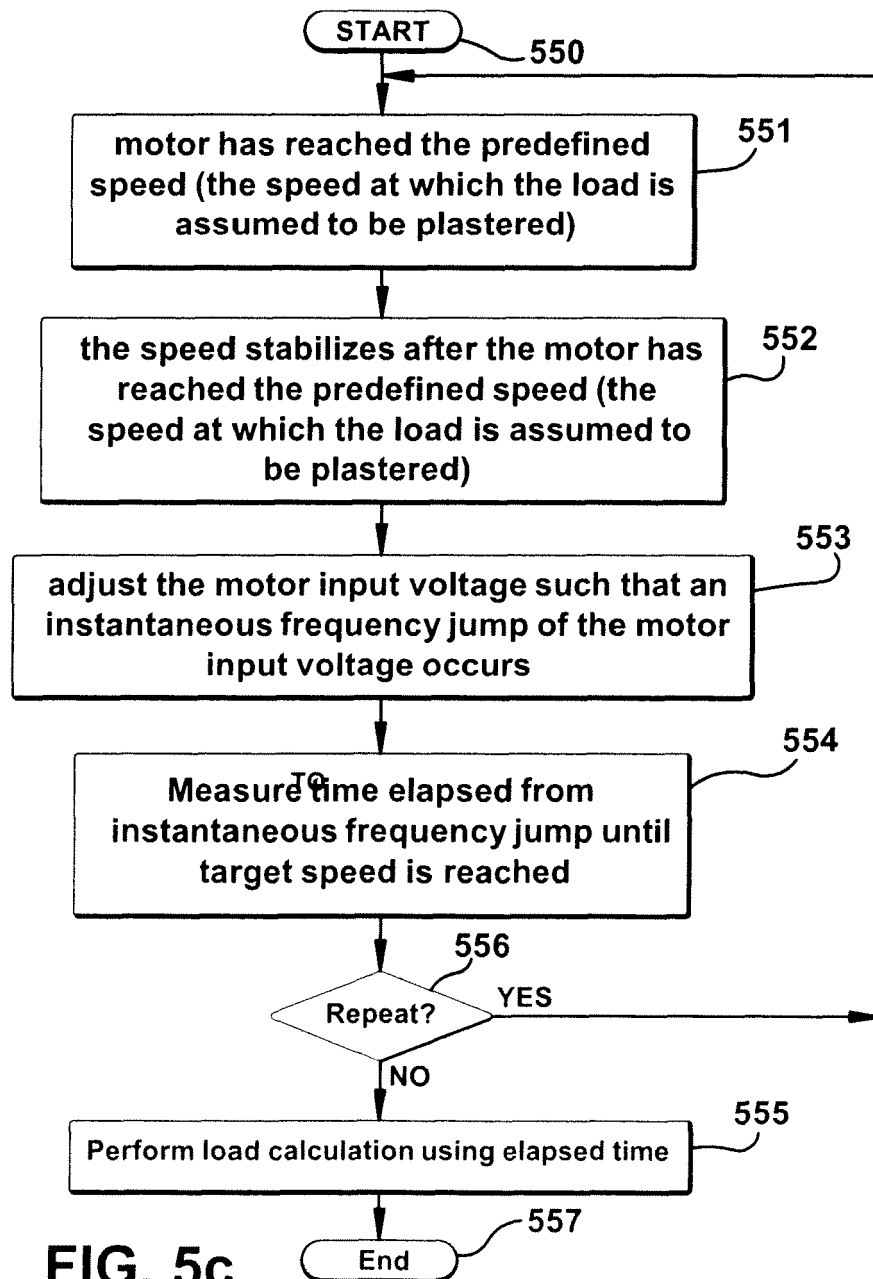 START
550
motor has reached the predefined
speed (the speed at which the load is
assumed to be plastered)
551
the speed stabilizes after the motor has
reached the predefined speed (the
speed at which the load is assumed to
be plastered)
552
adjust the motor input voltage such that an
instantaneous frequency jump of the motor
input voltage occurs
553
TO
Measure time elapsed from
instantaneous frequency jump until
target speed is reached
554
Repeat?
556
YES
NO
Perform load calculation using elapsed time
555
End
557
FIG. 5c